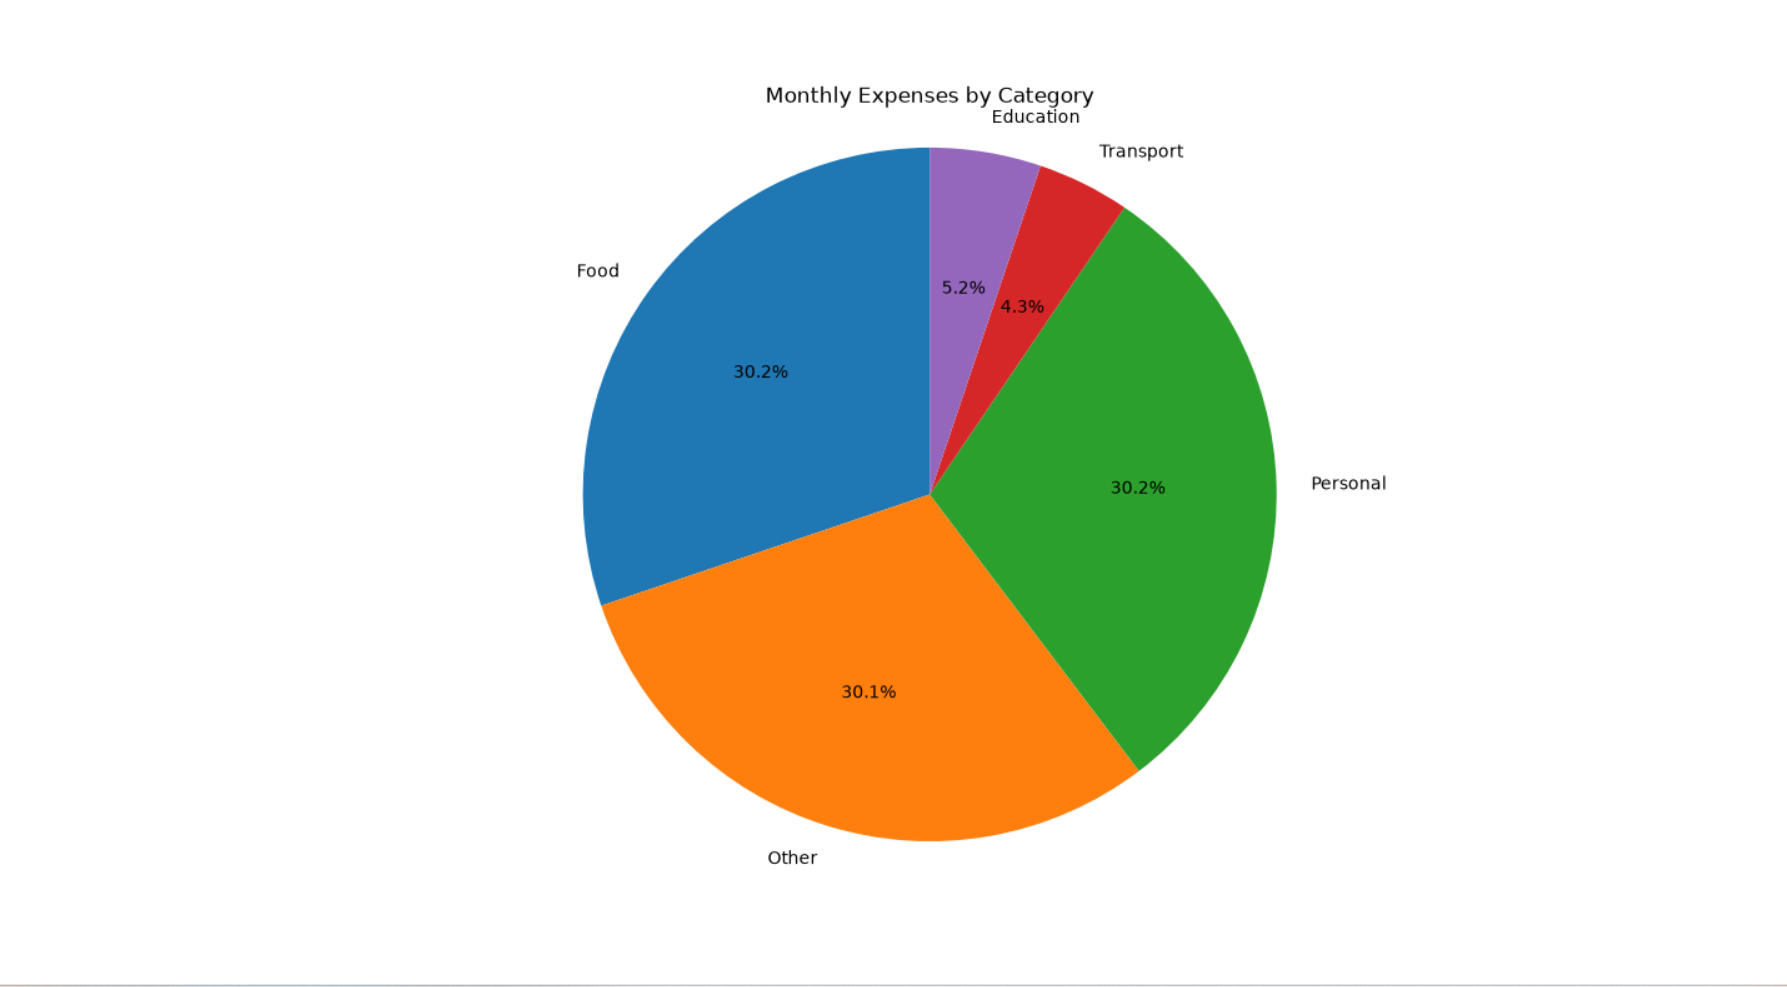 Monthly Expenses by Category
Education
Transport
Food
5.2%
4.3%
30.2%
Personal
30.2%
30.1%
Other